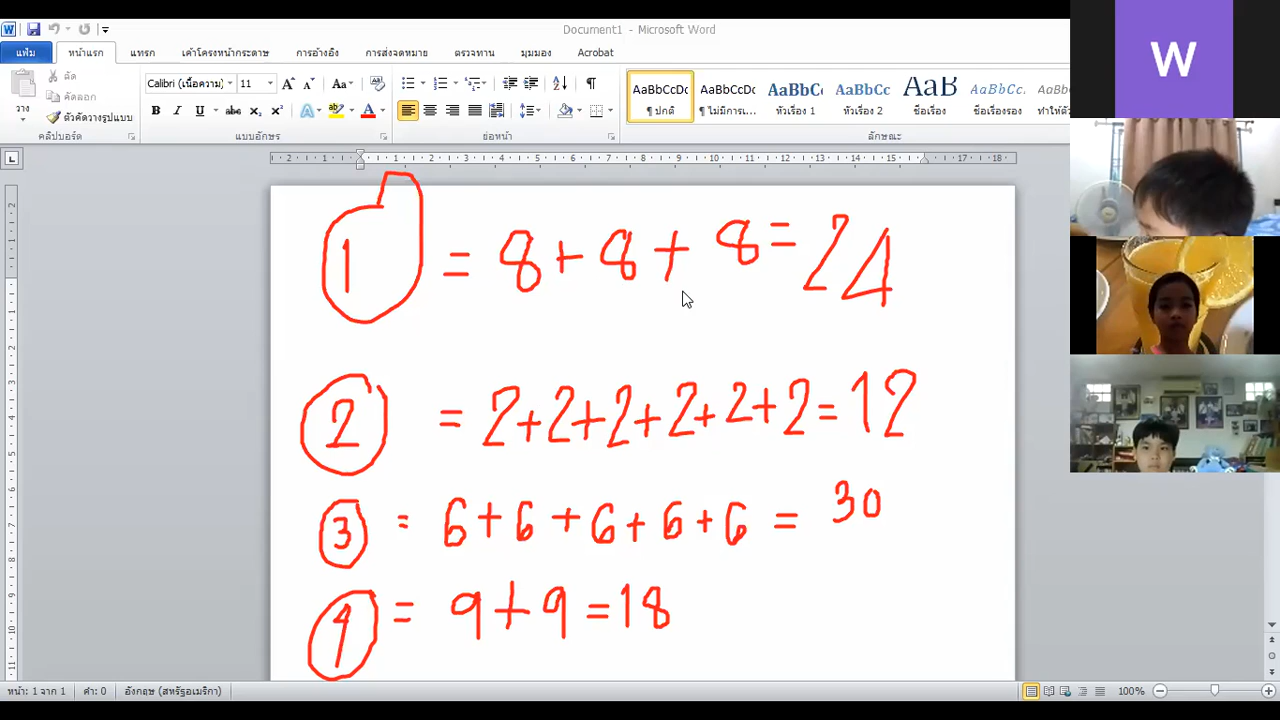 Document1 - Microsoft Word
แฟ้ม หน้าแรก แทรก เค้าโครงหน้ากระดาษ การอ้างอิง การส่งจดหมาย ตรวจทาน มุมมอง Acrobat
วาง
ตัด
คัดลอก
ตัวคัดวางรูปแบบ
คลิปบอร์ด
Calibri (เนื้อความ) 11
แบบอักษร
ย่อหน้า
AaBbCcDc AaBbCcDc AaBbC AaBbCc AaB AaBbCc. AaBbCcDc
¶ ปกติ ¶ ไม่มีการเ... หัวเรื่อง 1 หัวเรื่อง 2 ชื่อเรื่อง ชื่อเรื่องรอง
ลักษณะ
W
1 = 8 + 8 + 8 = 24
2 = 2 + 2 + 2 + 2 + 2 + 2 = 12
3 = 6 + 6 + 6 + 6 + 6 = 30
4 = 9 + 9 = 18
หน้า: 1 จาก 1 คำ: 0 อังกฤษ (สหรัฐอเมริกา) 100%